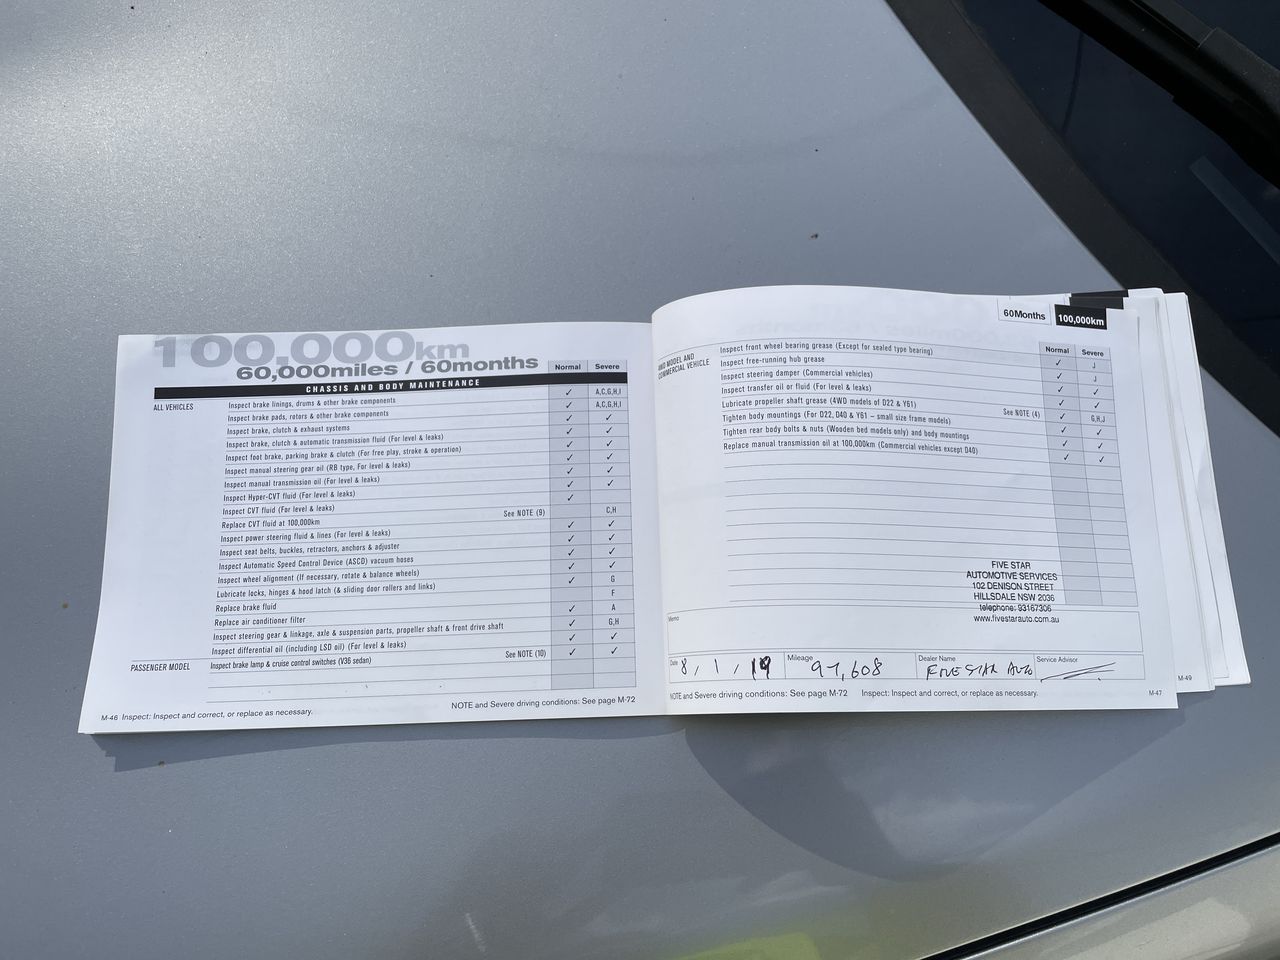 100,000km
60,000miles / 60months
Normal Severe
CHASSIS AND BODY MAINTENANCE
ALL VEHICLES
Inspect brake linings, drums & other brake components ✓ A,C,G,H,I
Inspect brake pads, rotors & other brake components ✓ A,C,G,H,I
Inspect brake, clutch & exhaust systems ✓ ✓
Inspect brake, clutch & automatic transmission fluid (For level & leaks) ✓ ✓
Inspect foot brake, parking brake & clutch (For free play, stroke & operation) ✓ ✓
Inspect manual steering gear oil (RB type, For level & leaks) ✓ ✓
Inspect manual transmission oil (For level & leaks) ✓ ✓
Inspect Hyper-CVT fluid (For level & leaks) ✓ ✓
Inspect CVT fluid (For level & leaks) ✓
Replace CVT fluid at 100,000km See NOTE (9) C,H
Inspect power steering fluid & lines (For level & leaks) ✓ ✓
Inspect seat belts, buckles, retractors, anchors & adjuster ✓ ✓
Inspect Automatic Speed Control Device (ASCD) vacuum hoses ✓ ✓
Inspect wheel alignment (If necessary, rotate & balance wheels) ✓ ✓
Lubricate locks, hinges & hood latch (& sliding door rollers and links) ✓ G
Replace brake fluid F
Replace air conditioner filter ✓ A
Inspect steering gear & linkage, axle & suspension parts, propeller shaft & front drive shaft ✓ G,H
Inspect differential oil (including LSD oil) (For level & leaks) ✓ ✓
PASSENGER MODEL Inspect brake lamp & cruise control switches (V36 sedan) See NOTE (10) ✓ ✓
M-46 Inspect: Inspect and correct, or replace as necessary.
NOTE and Severe driving conditions: See page M-72
60Months 100,000km
Normal Severe
4WD MODEL AND
COMMERCIAL VEHICLE
Inspect front wheel bearing grease (Except for sealed type bearing) ✓ J
Inspect free-running hub grease ✓ J
Inspect steering damper (Commercial vehicles) ✓ ✓
Inspect transfer oil or fluid (For level & leaks) ✓ ✓
Lubricate propeller shaft grease (4WD models of D22 & Y61) See NOTE (4) ✓ G,H,J
Tighten body mountings (For D22, D40 & Y61 – small size frame models) ✓ ✓
Tighten rear body bolts & nuts (Wooden bed models only) and body mountings ✓ ✓
Replace manual transmission oil at 100,000km (Commercial vehicles except D40) ✓ ✓
FIVE STAR
AUTOMOTIVE SERVICES
102 DENISON STREET
HILLSDALE NSW 2036
telephone: 93167306
www.fivestarauto.com.au
Memo
Date 8 / 1 / 19 Mileage 97,608 Dealer Name FIVE STAR AUTO Service Advisor
NOTE and Severe driving conditions: See page M-72 Inspect: Inspect and correct, or replace as necessary. M-47
M-49